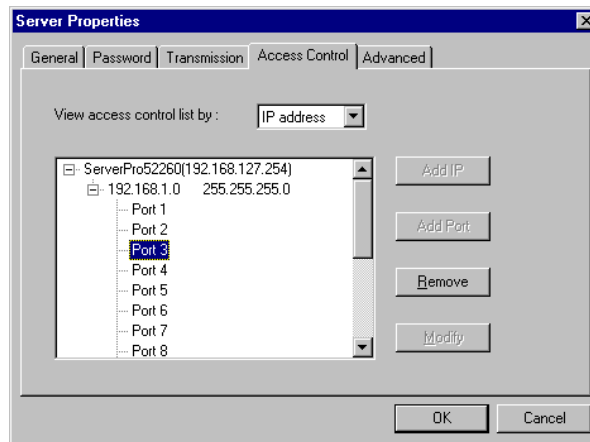 Server Properties
General Password Transmission Access Control Advanced
View access control list by : IP address
ServerPro52260(192.168.127.254)
192.168.1.0 255.255.255.0
Port 1
Port 2
Port 3
Port 4
Port 5
Port 6
Port 7
Port 8
Add IP
Add Port
Remove
Modify
OK Cancel